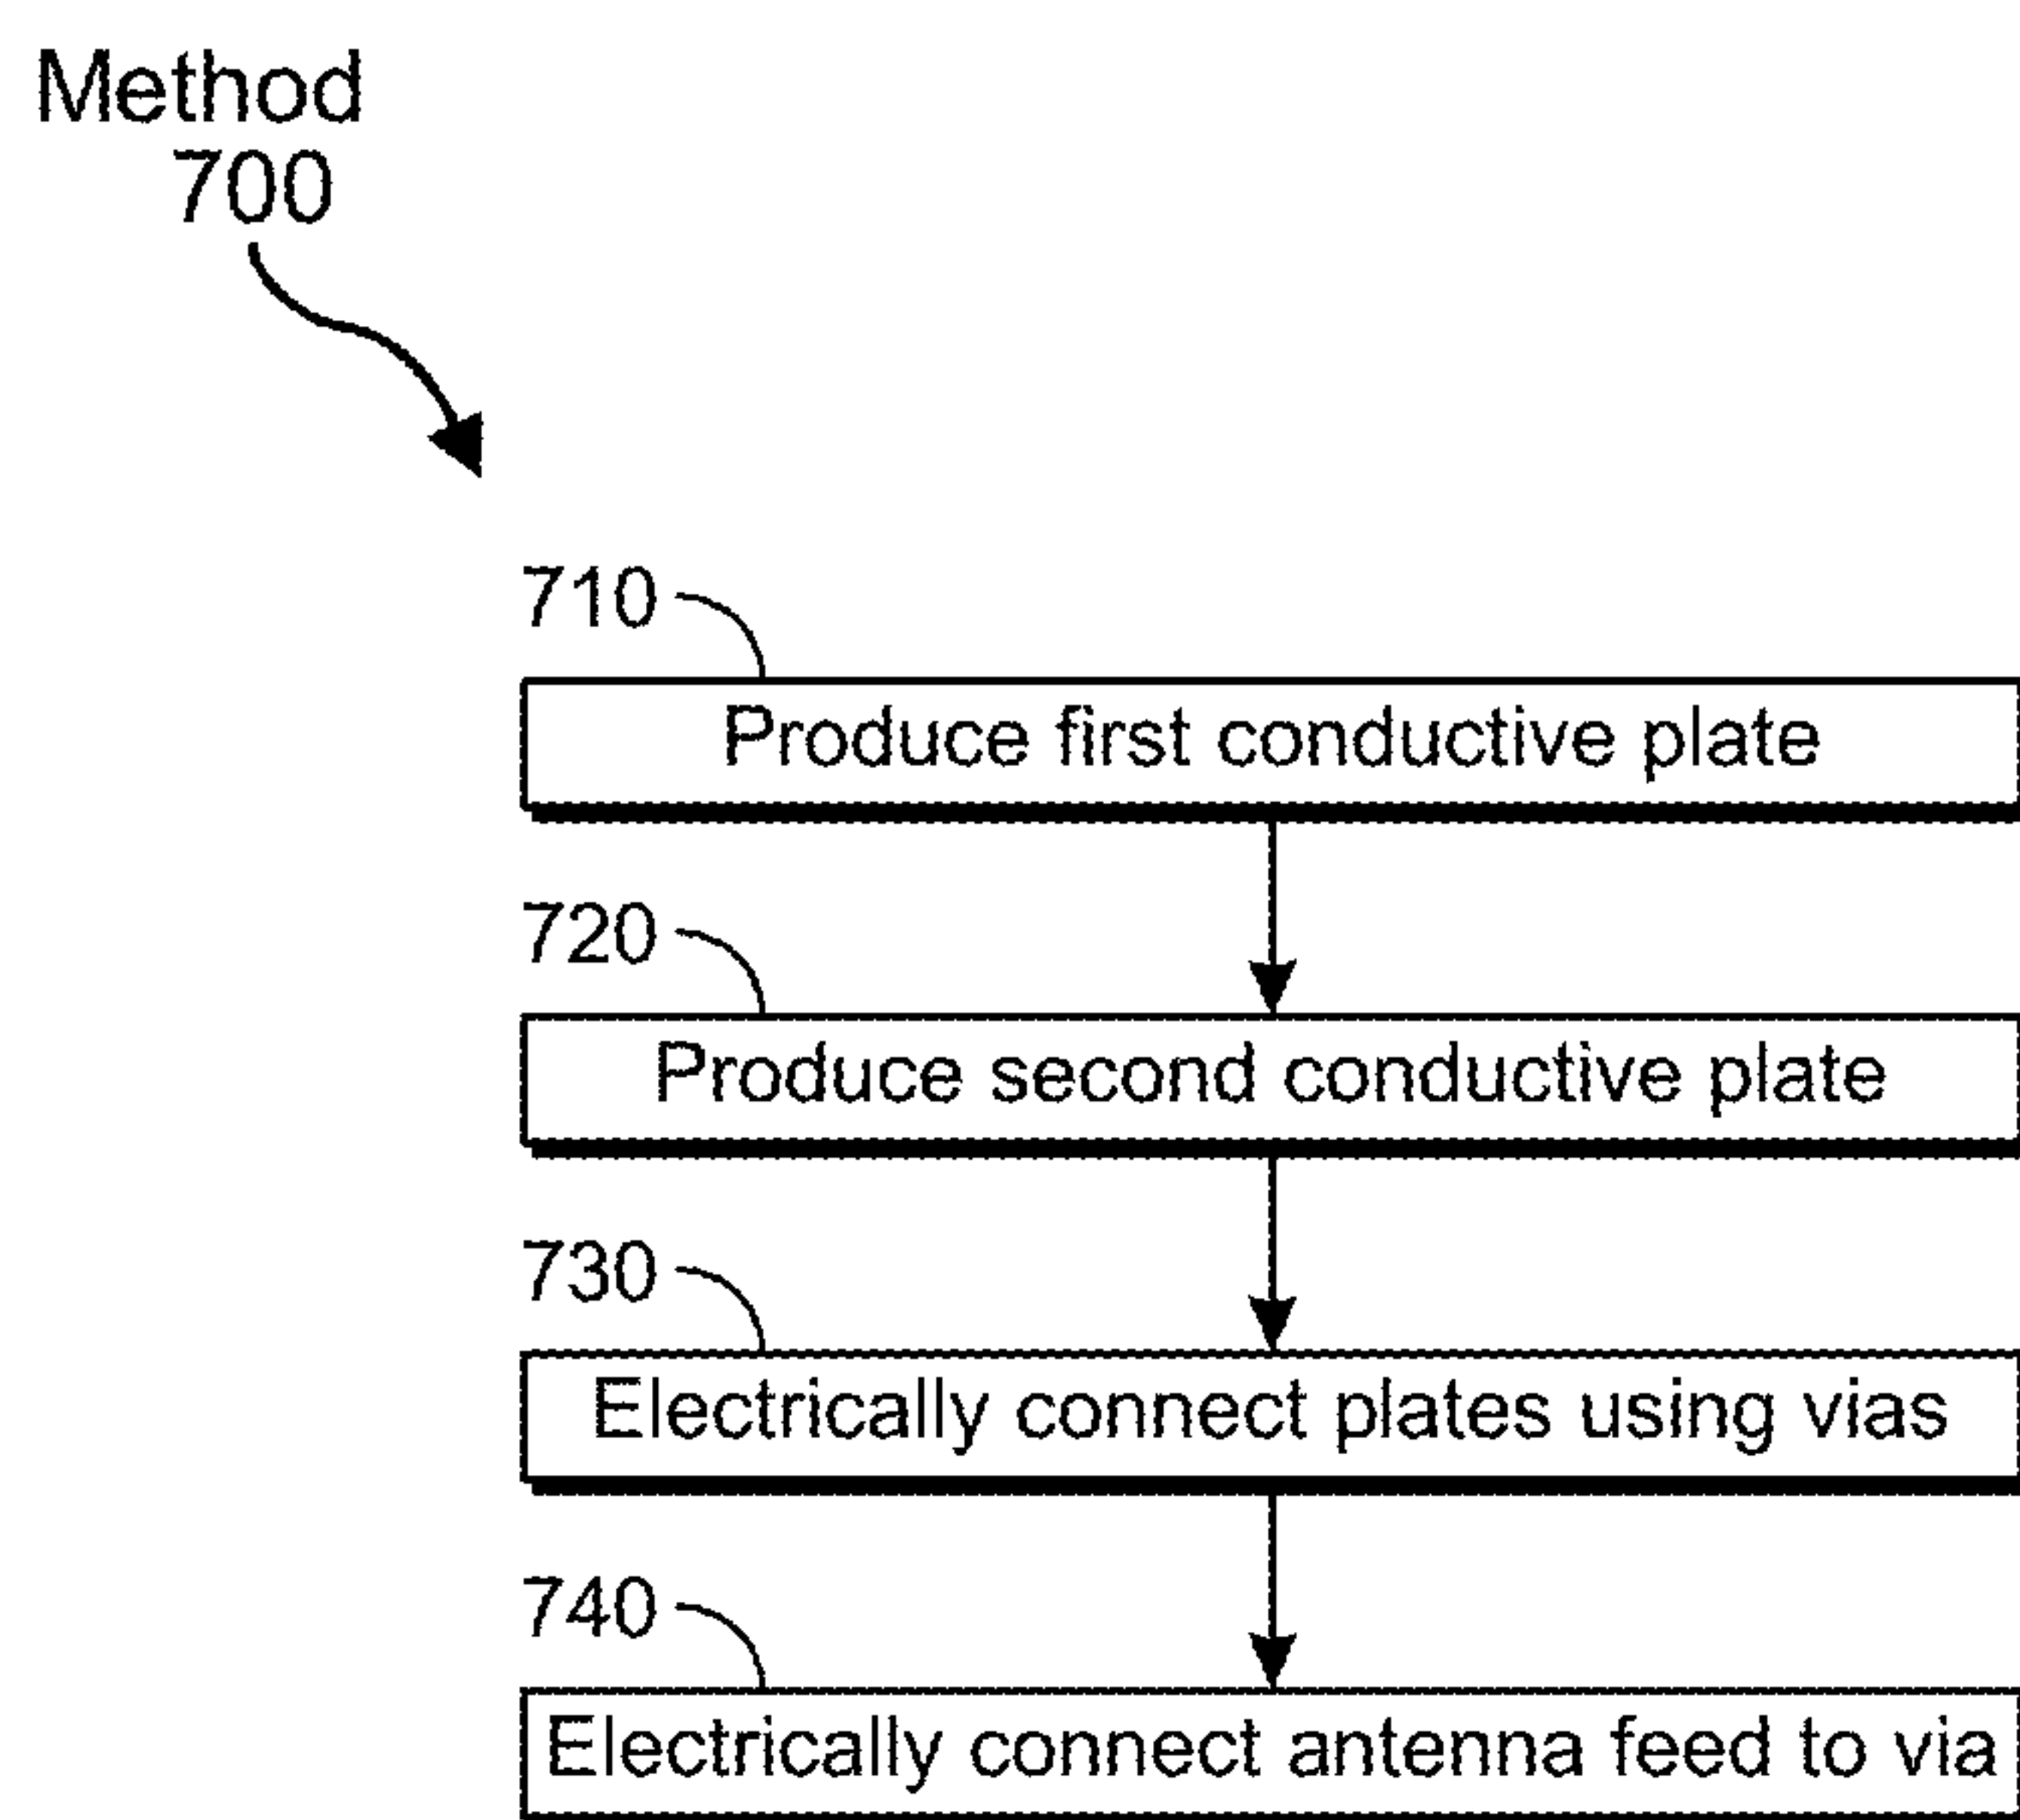 Method
700
710
Produce first conductive plate
720
Produce second conductive plate
730
Electrically connect plates using vias
740
Electrically connect antenna feed to via